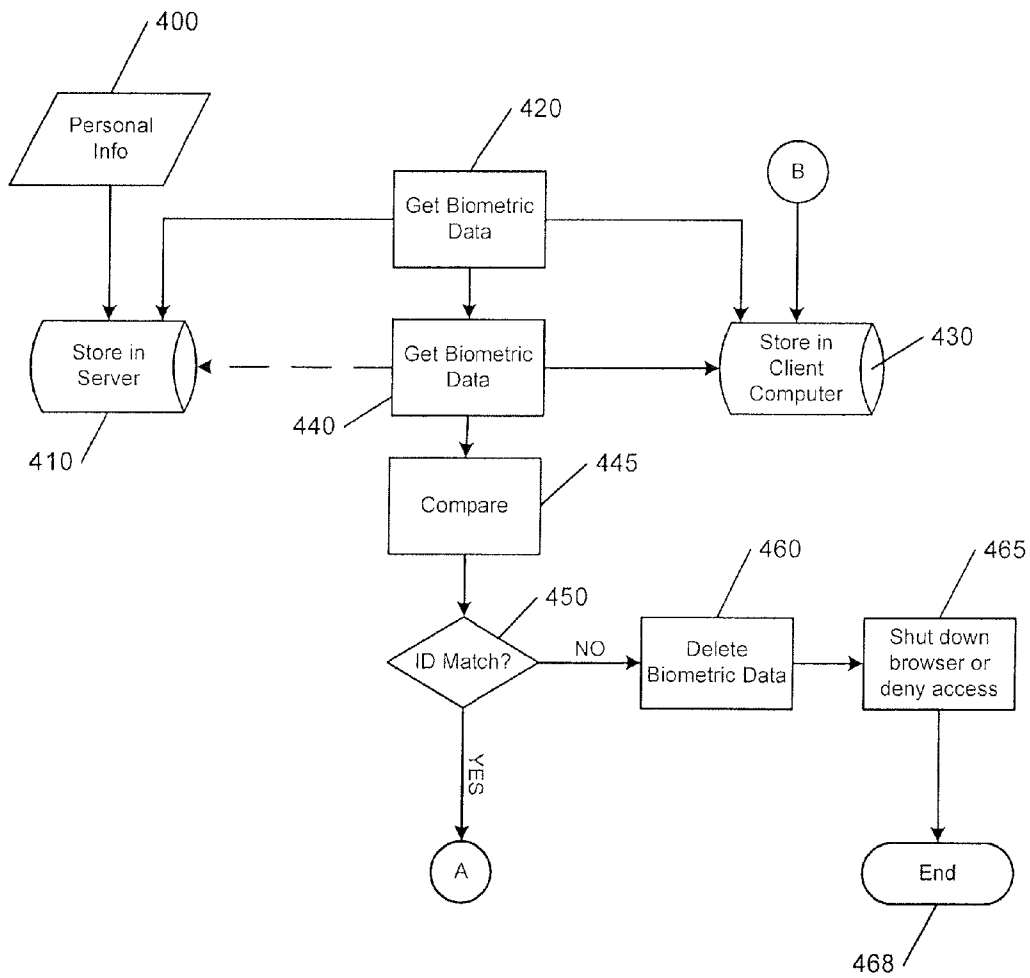 400
Personal
Info
420
B
Get Biometric
Data
Store in
Server
Get Biometric
Data
Store in
Client
Computer
430
440
410
445
Compare
460
465
450
ID Match?
NO
Delete
Biometric Data
Shut down
browser or
deny access
YES
A
End
468